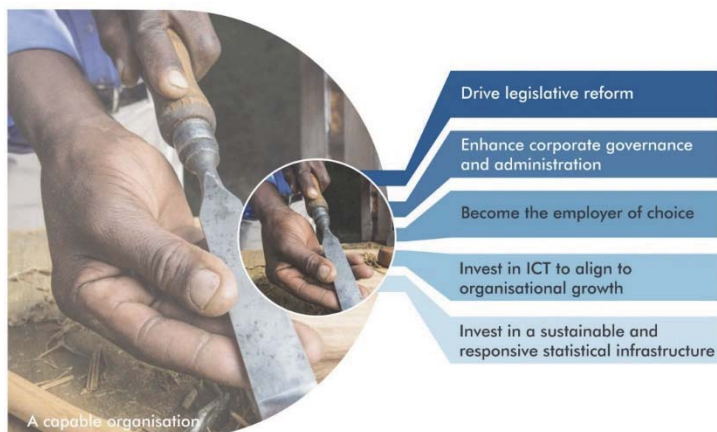 Drive legislative reform
Enhance corporate governance
and administration
Become the employer of choice
Invest in ICT to align to
organisational growth
Invest in a sustainable and
responsive statistical infrastructure
A capable organisation